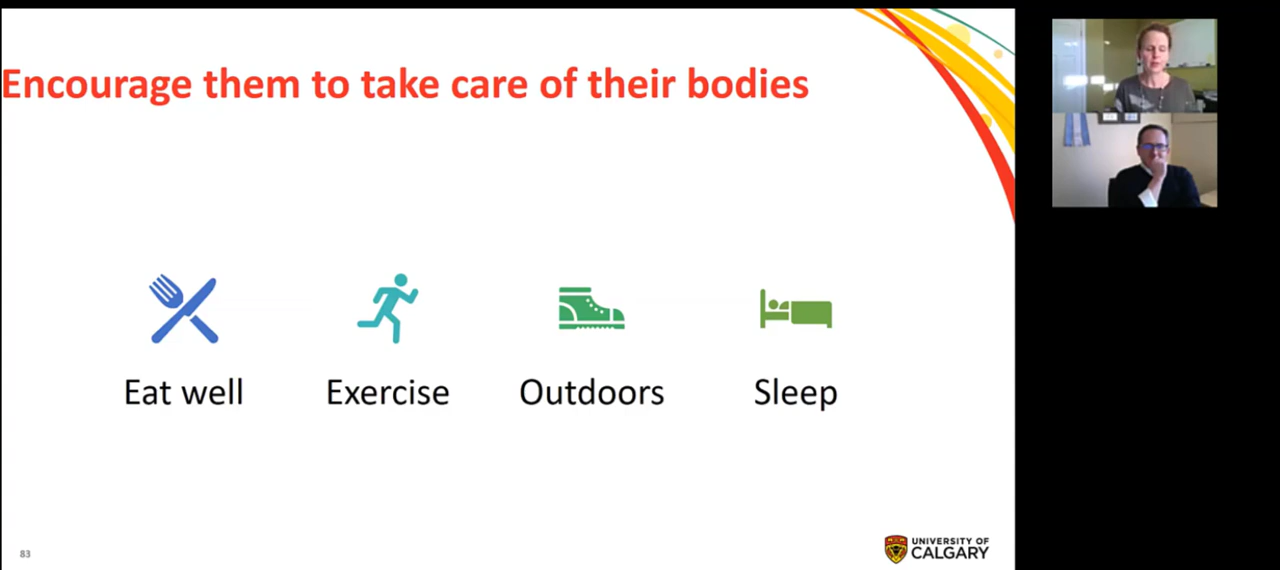 Encourage them to take care of their bodies
Eat well
Exercise
Outdoors
Sleep
83
UNIVERSITY OF
CALGARY